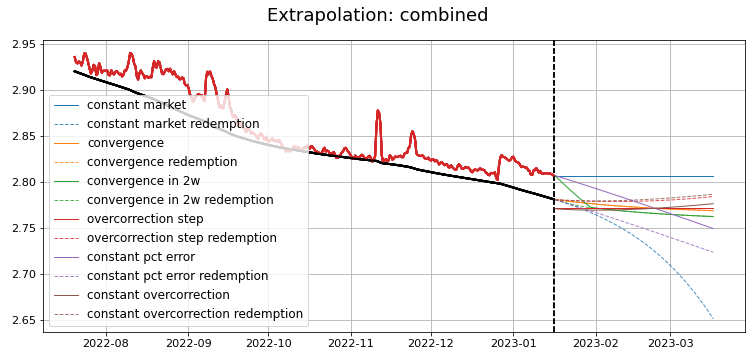 Extrapolation: combined
2.95
2.90
2.85
2.80
2.75
2.70
2.65
constant market
constant market redemption
convergence
convergence redemption
convergence in 2w
convergence in 2w redemption
overcorrection step
overcorrection step redemption
constant pct error
constant pct error redemption
constant overcorrection
constant overcorrection redemption
2022-08 2022-09 2022-10 2022-11 2022-12 2023-01 2023-02 2023-03